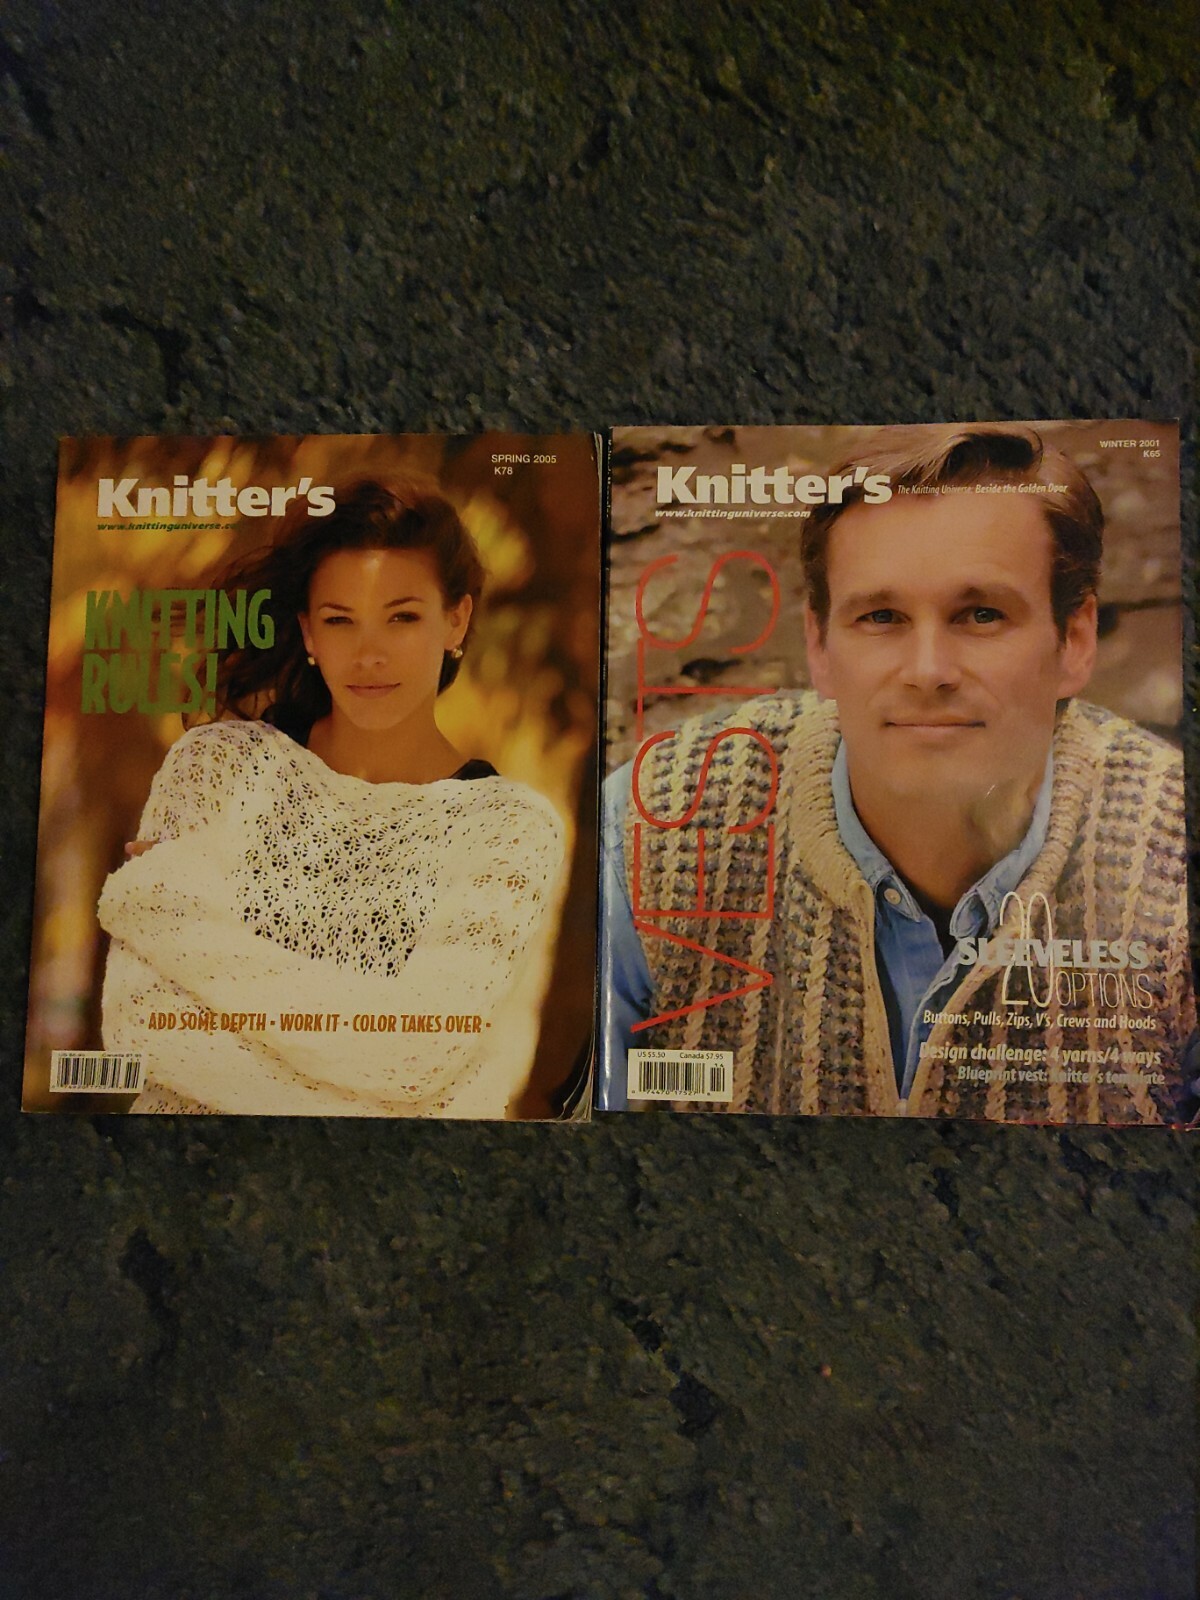 SPRING 2005
K78
Knitter's
www.knittinguniverse.co
KNITTING
RULES!
• ADD SOME DEPTH • WORK IT • COLOR TAKES OVER •
WINTER 2001
K65
Knitter's The Knitting Universe: Beside the Golden Door
www.knittinguniverse.com
VESTS
20
SLEEVELESS
OPTIONS
Buttons, Pulls, Zips, V's, Crews and Hoods
Design challenge: 4 yarns/4 ways
Blueprint vest: Knitter's template
US $5.50 Canada $7.95